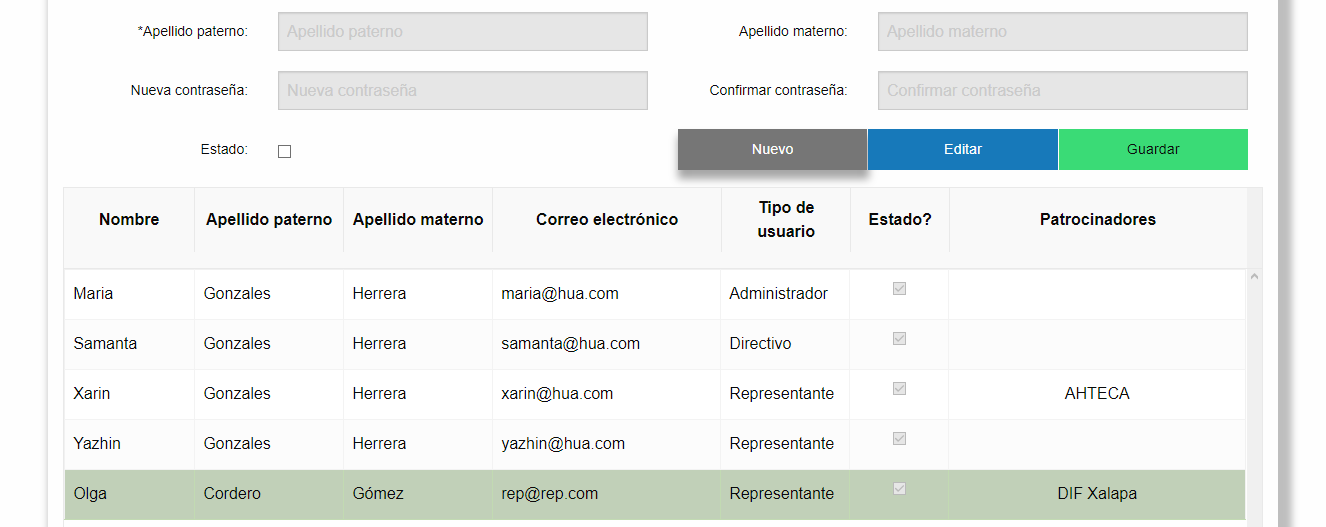 *Apellido paterno: Apellido paterno Apellido materno: Apellido materno
Nueva contraseña: Nueva contraseña Confirmar contraseña: Confirmar contraseña
Estado: Nuevo Editar Guardar
Nombre Apellido paterno Apellido materno Correo electrónico Tipo de usuario Estado? Patrocinadores
Maria Gonzales Herrera maria@hua.com Administrador
Samanta Gonzales Herrera samanta@hua.com Directivo
Xarin Gonzales Herrera xarin@hua.com Representante AHTECA
Yazhin Gonzales Herrera yazhin@hua.com Representante
Olga Cordero Gómez rep@rep.com Representante DIF Xalapa